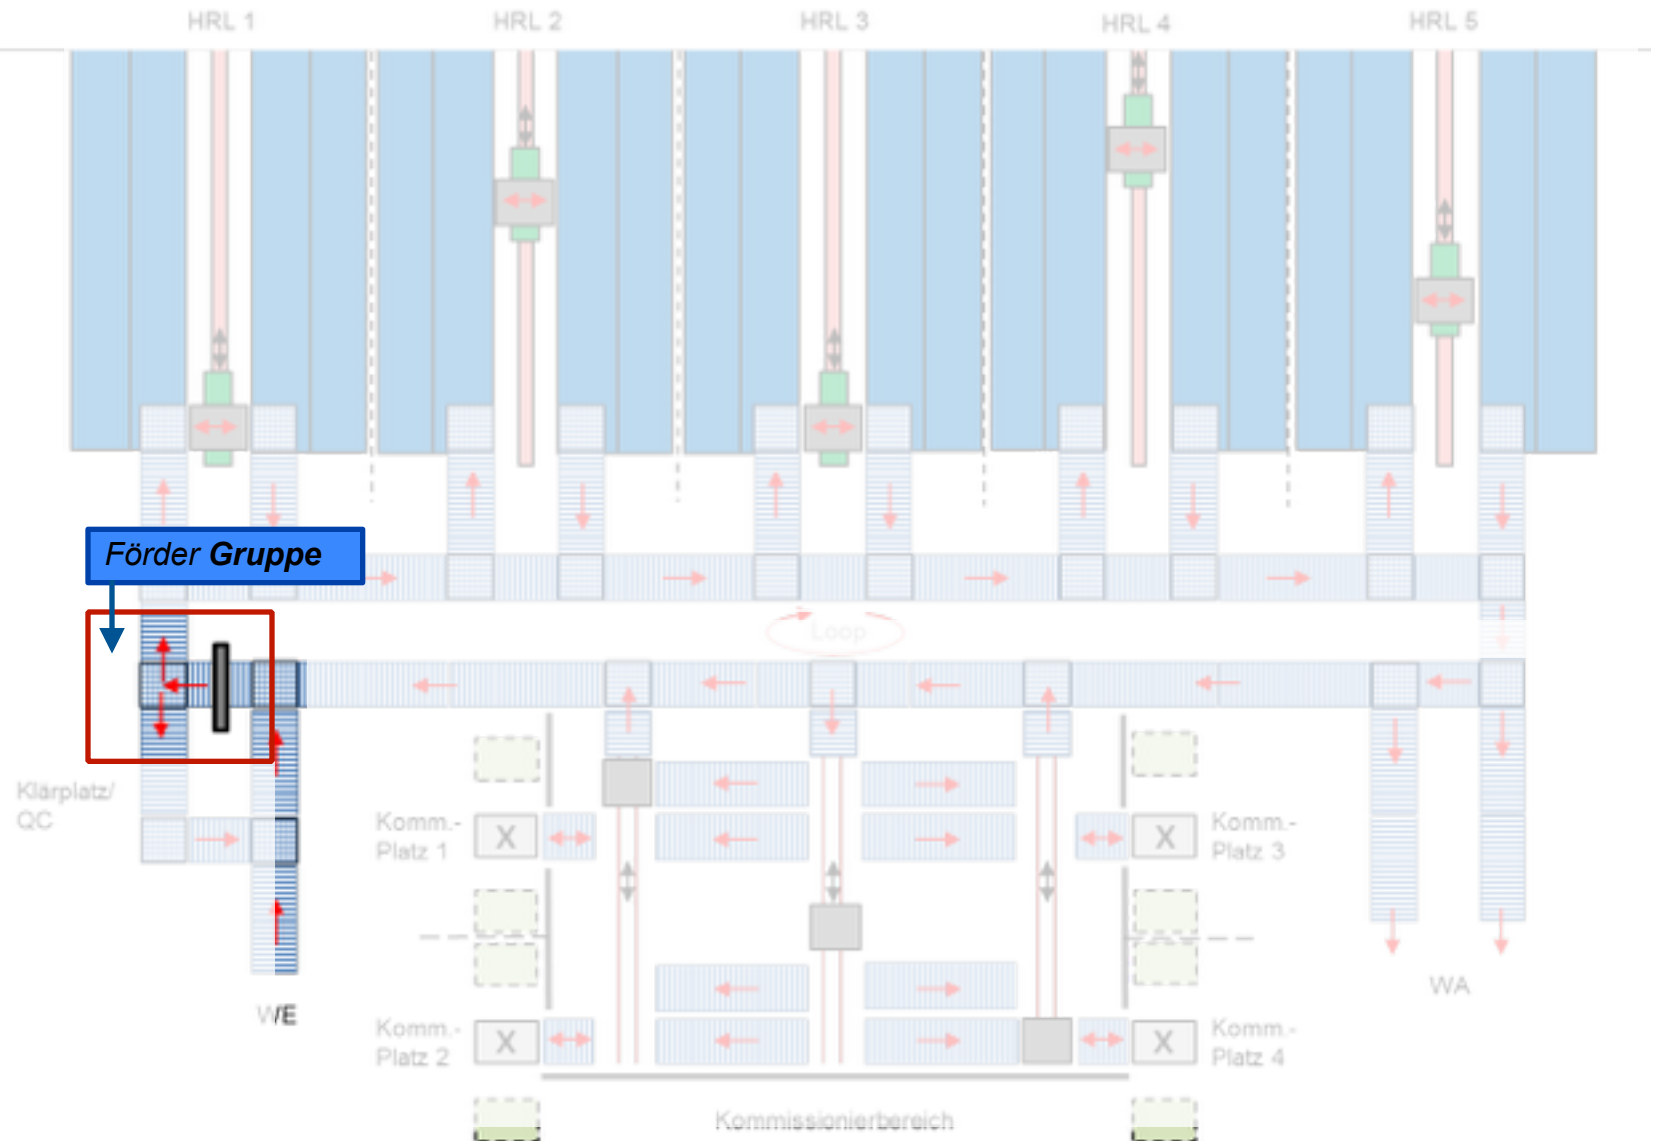 HRL 1
HRL 2
HRL 3
HRL 4
HRL 5
Förder Gruppe
Loop
Klärplatz/
QC
Komm.-
Platz 1
X
X
Komm.-
Platz 3
WE
WA
Komm.-
Platz 2
X
X
Komm.-
Platz 4
Kommissionierbereich